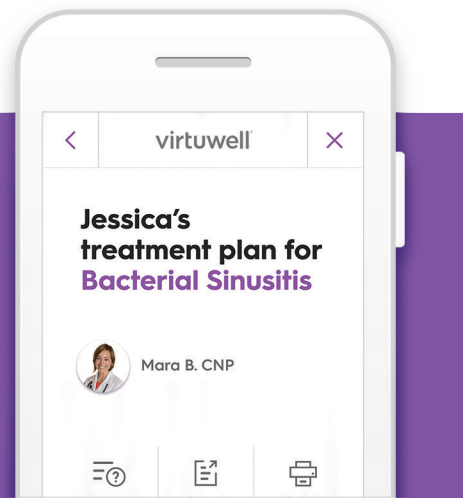 virtuwell
Jessica's
treatment plan for
Bacterial Sinusitis
Mara B. CNP